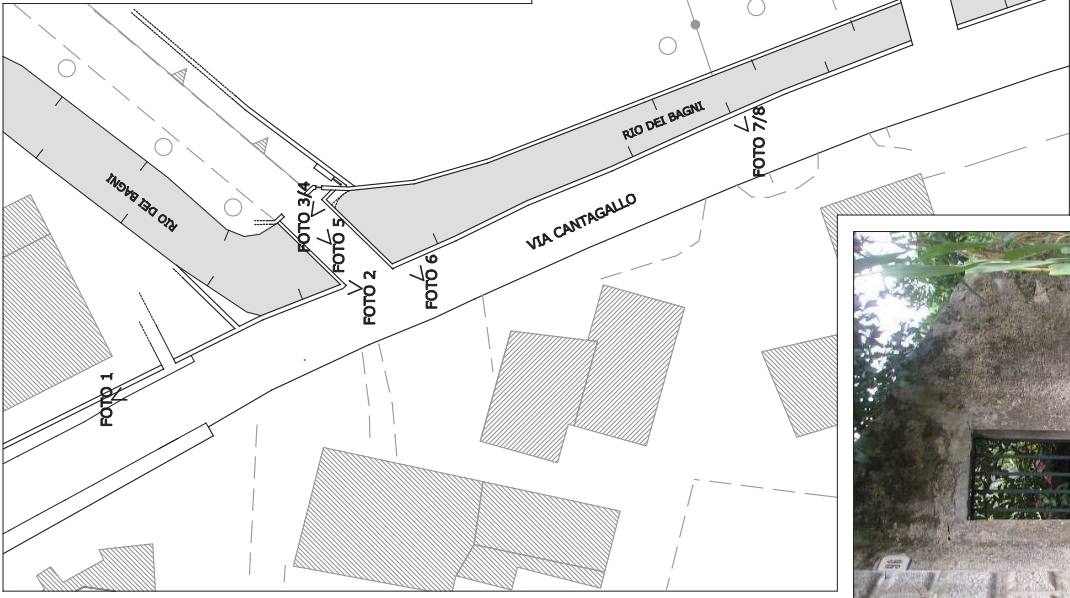 RIO DEI BAGNI
RIO DEI BAGNI
FOTO 7/8
FOTO 3/4
FOTO 5
VIA CANTAGALLO
FOTO 6
FOTO 2
FOTO 1